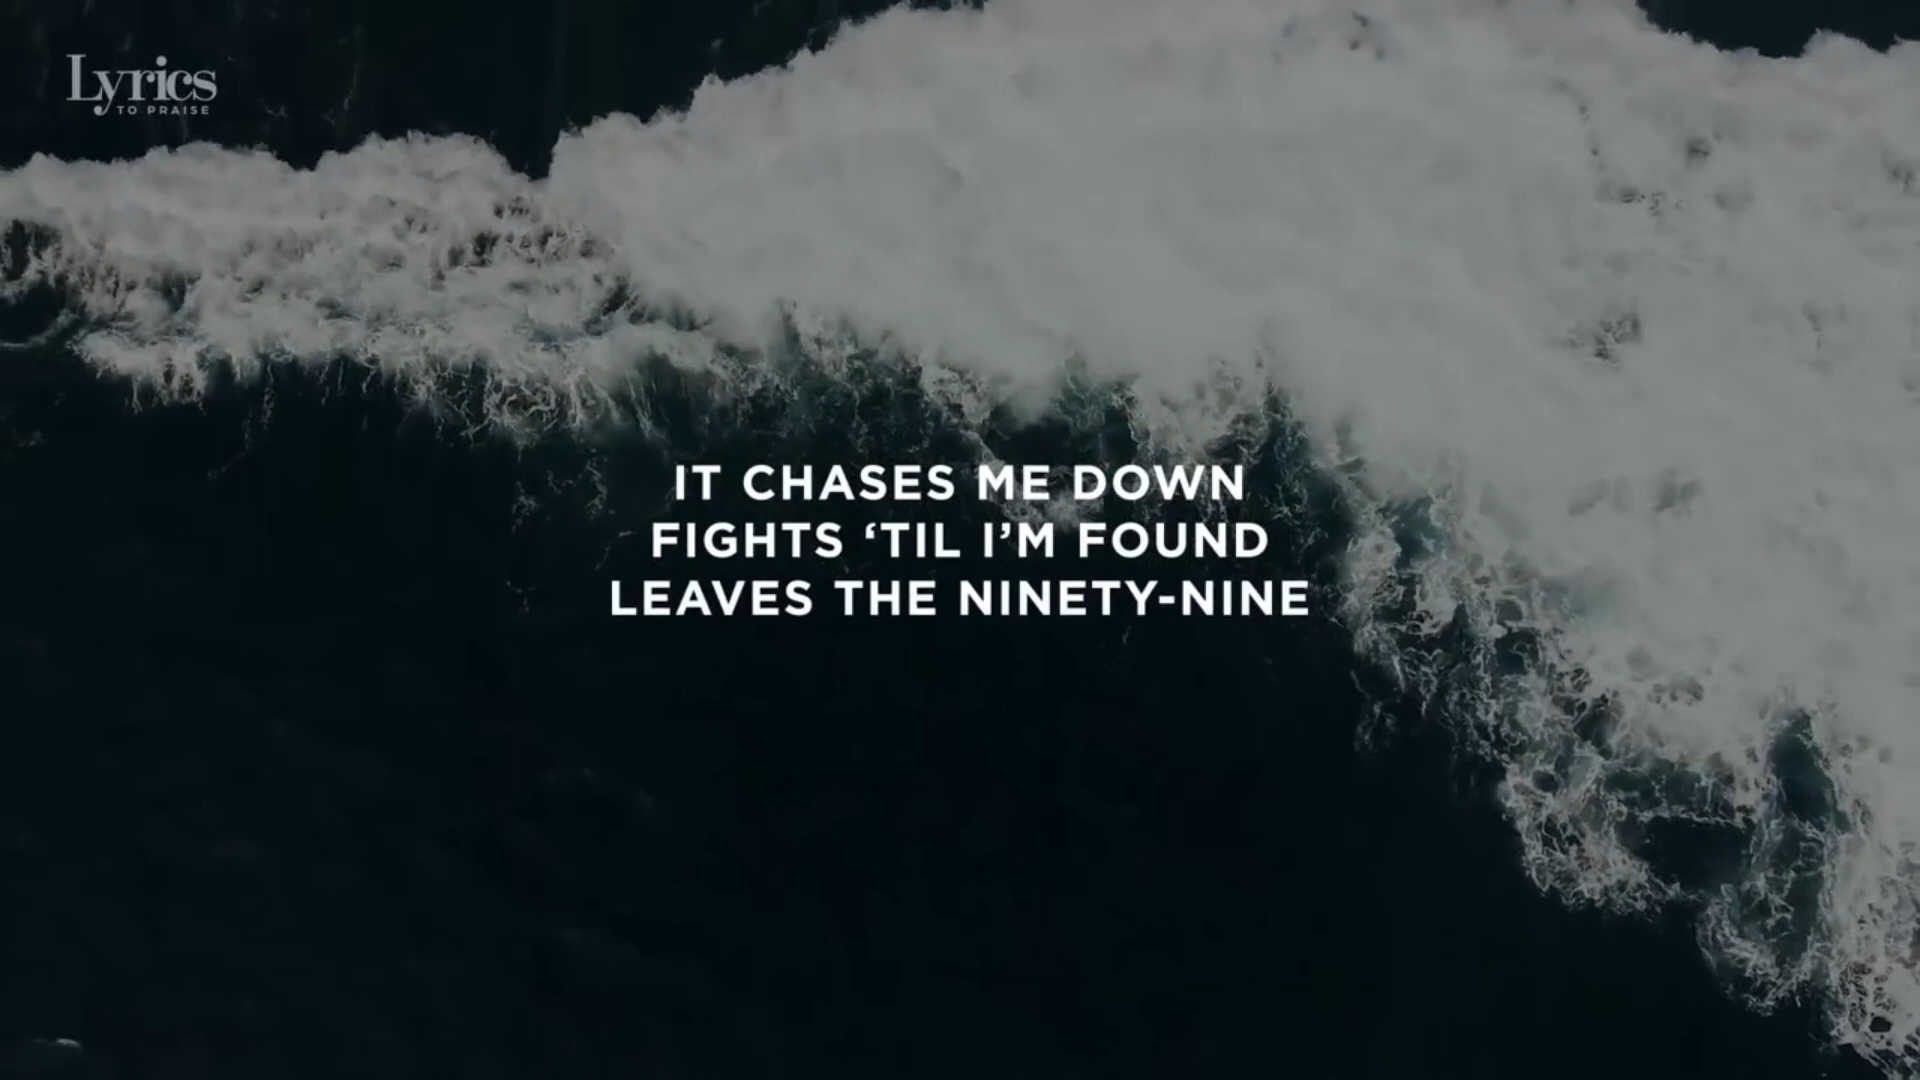 Lyrics
TO PRAISE
IT CHASES ME DOWN
FIGHTS ‘TIL I’M FOUND
LEAVES THE NINETY-NINE